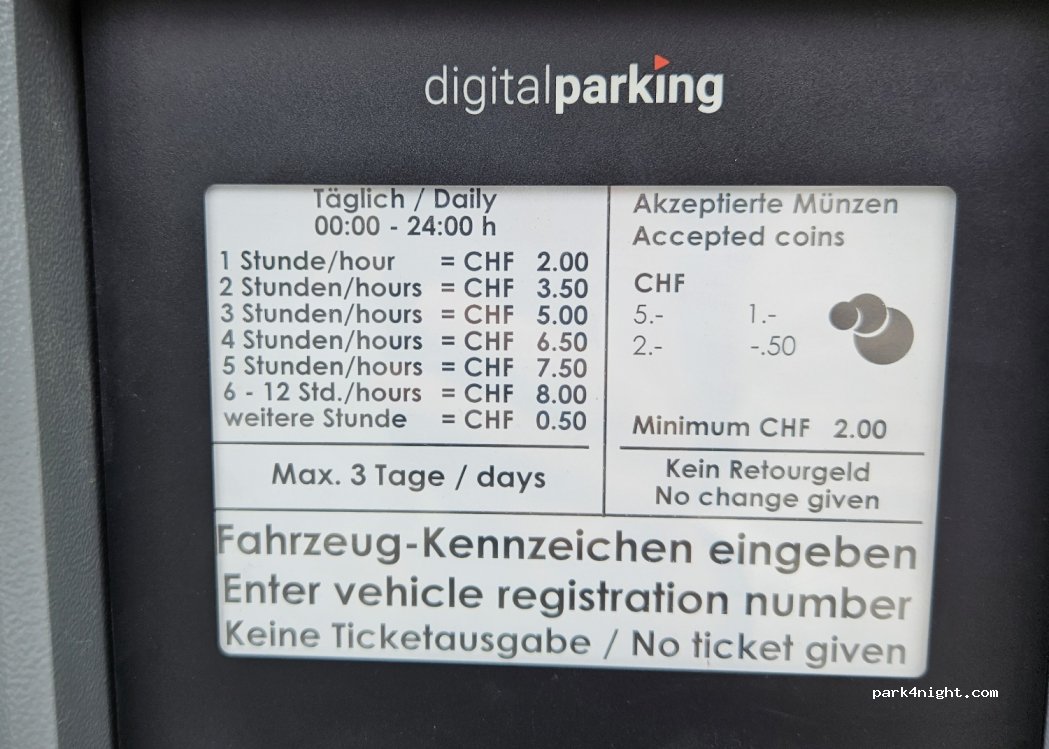 digitalparking
Täglich / Daily
00:00 - 24:00 h
1 Stunde/hour = CHF 2.00
2 Stunden/hours = CHF 3.50
3 Stunden/hours = CHF 5.00
4 Stunden/hours = CHF 6.50
5 Stunden/hours = CHF 7.50
6 - 12 Std./hours = CHF 8.00
weitere Stunde = CHF 0.50
Max. 3 Tage / days
Akzeptierte Münzen
Accepted coins
CHF
5.- 1.-
2.- -.50
Minimum CHF 2.00
Kein Retourgeld
No change given
Fahrzeug-Kennzeichen eingeben
Enter vehicle registration number
Keine Ticketausgabe / No ticket given
park4night.com